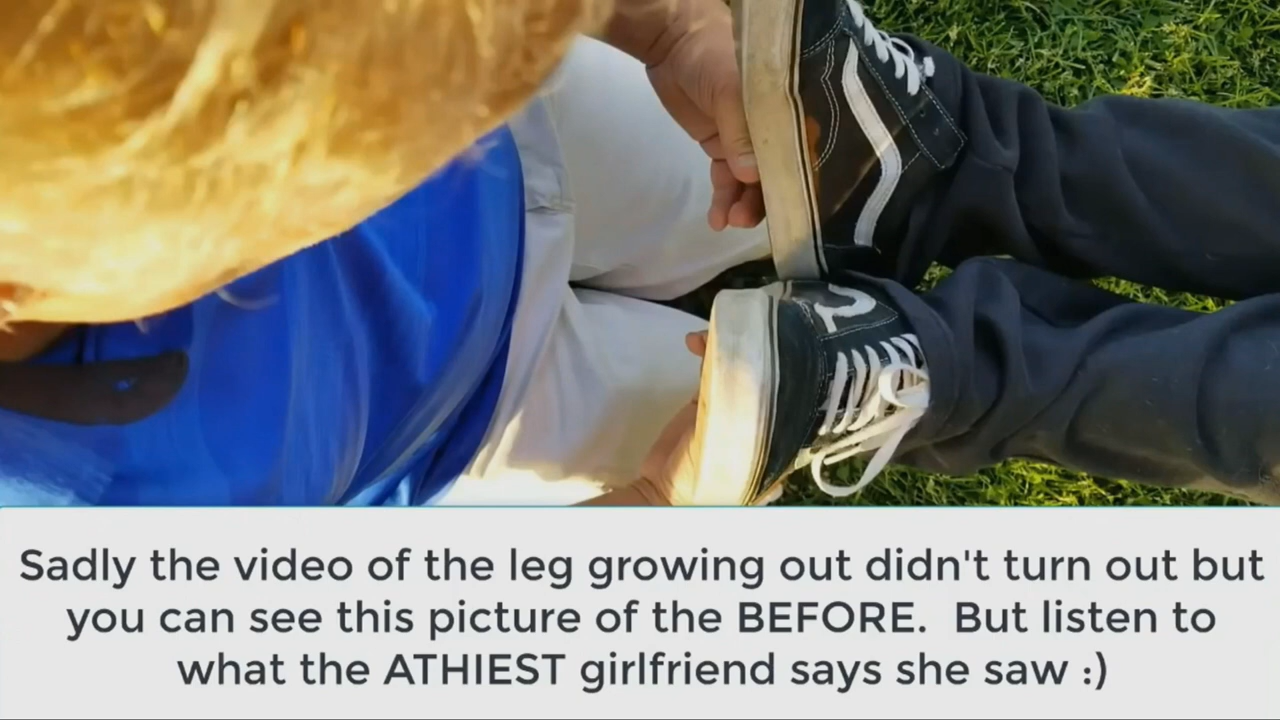 Sadly the video of the leg growing out didn't turn out but
you can see this picture of the BEFORE.  But listen to
what the ATHIEST girlfriend says she saw :)